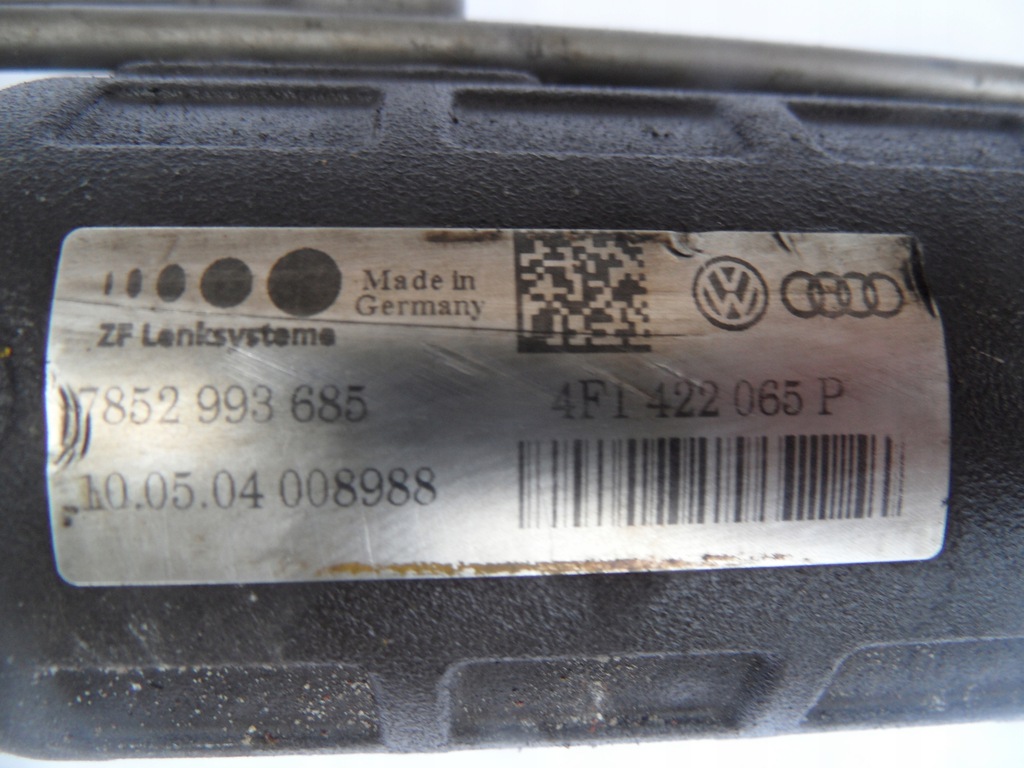 Made in
Germany
ZF Lenksysteme
7852 993 685
4F1 422 065 P
10.05.04 008988